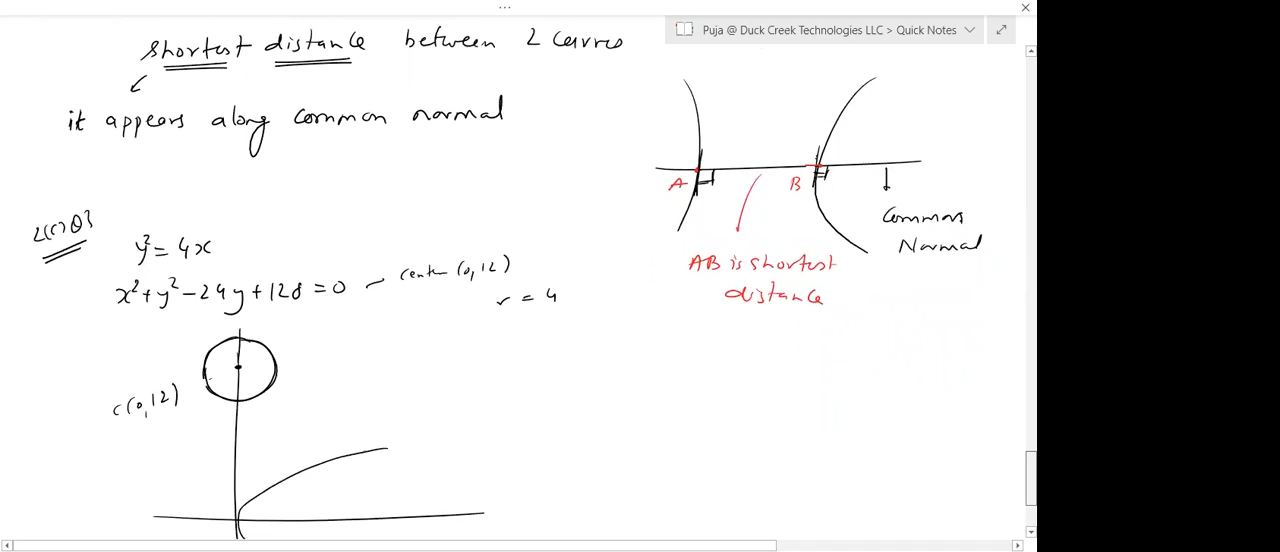 Puja @ Duck Creek Technologies LLC > Quick Notes
shortest distance between 2 curves
it appears along common normal
A
B
Common
Normal
AB is shortest
distance
y² = 4x
x² + y² - 24y + 128 = 0 - center (0, 12)
r = 4
C(0, 12)